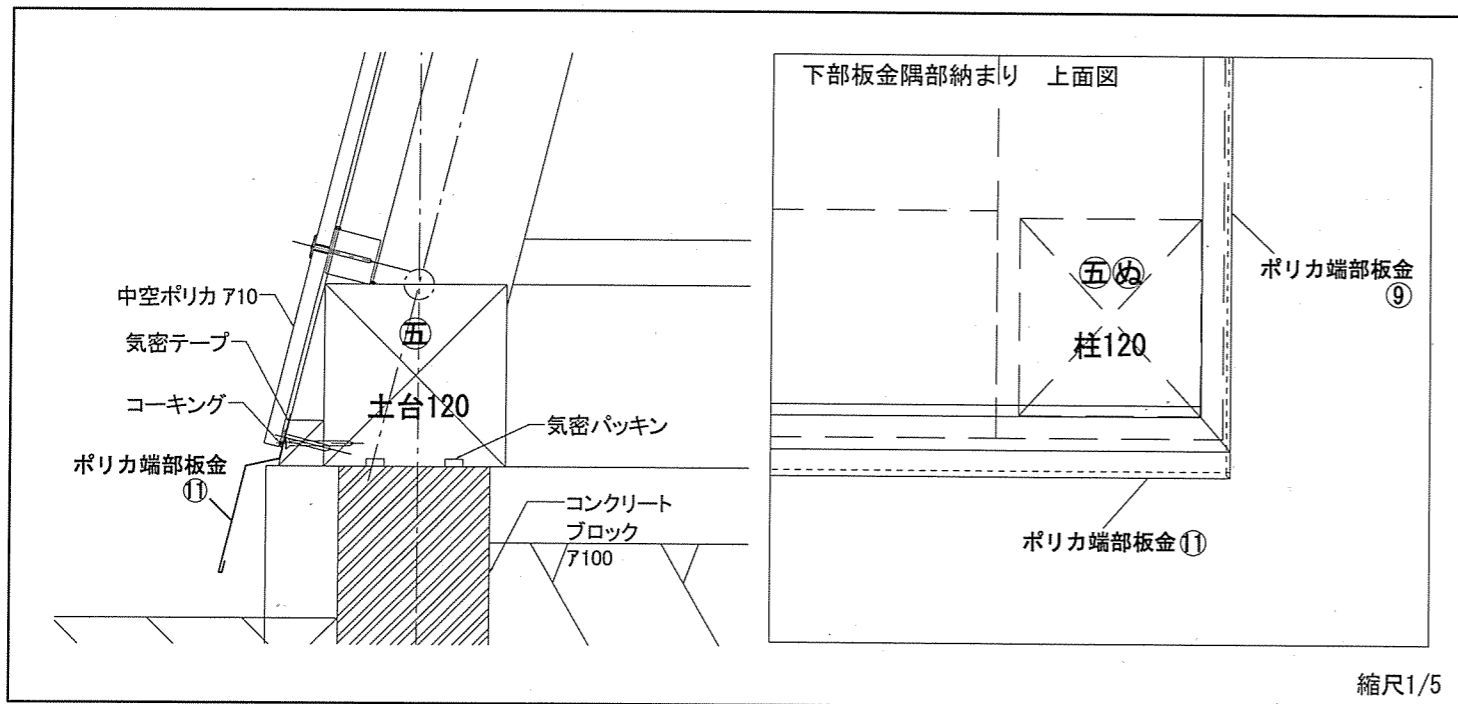 中空ポリカ ア10
気密テープ
コーキング
ポリカ端部板金
⑪
五
土台120
気密パッキン
コンクリート
ブロック
ア100
下部板金隅部納まり 上面図
五 ぬ
柱120
ポリカ端部板金
⑨
ポリカ端部板金⑪
縮尺1/5